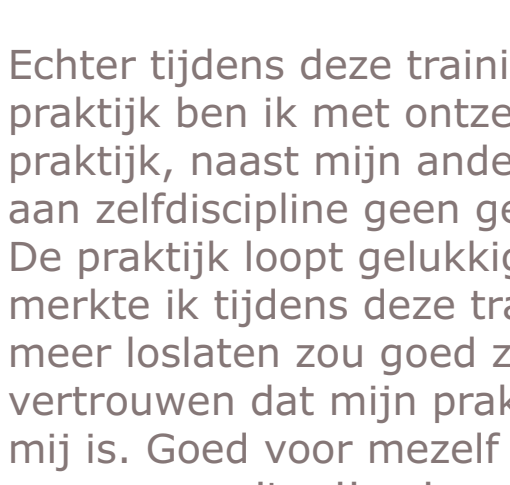 Echter tijdens deze traini
praktijk ben ik met ontze
praktijk, naast mijn ande
aan zelfdiscipline geen ge
De praktijk loopt gelukkig
merkte ik tijdens deze tra
meer loslaten zou goed z
vertrouwen dat mijn prak
mij is. Goed voor mezelf